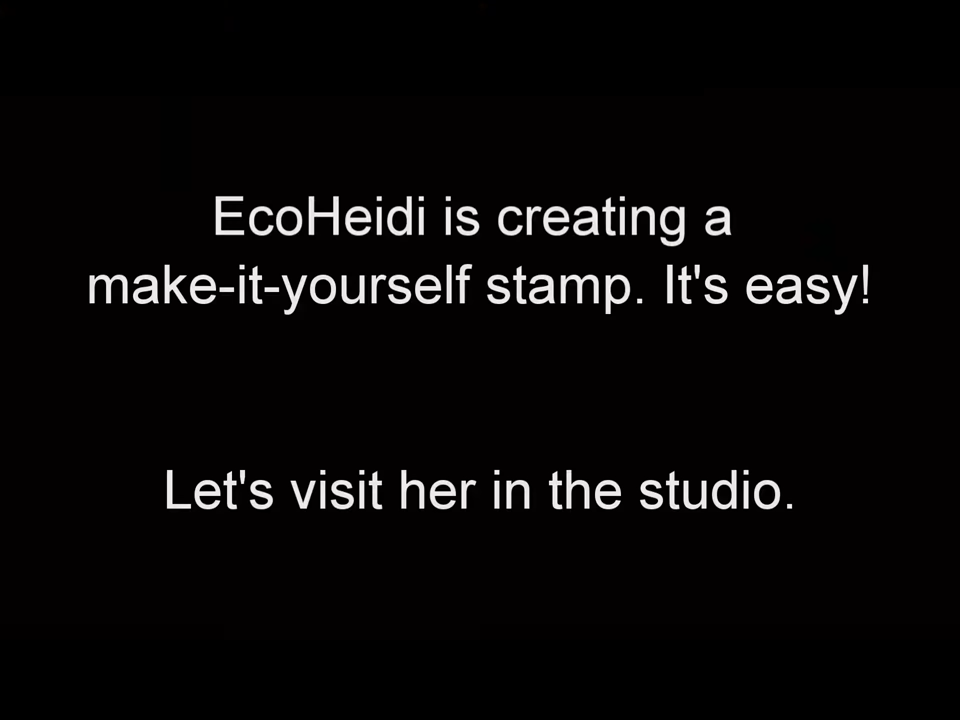 EcoHeidi is creating a
make-it-yourself stamp. It's easy!
Let's visit her in the studio.